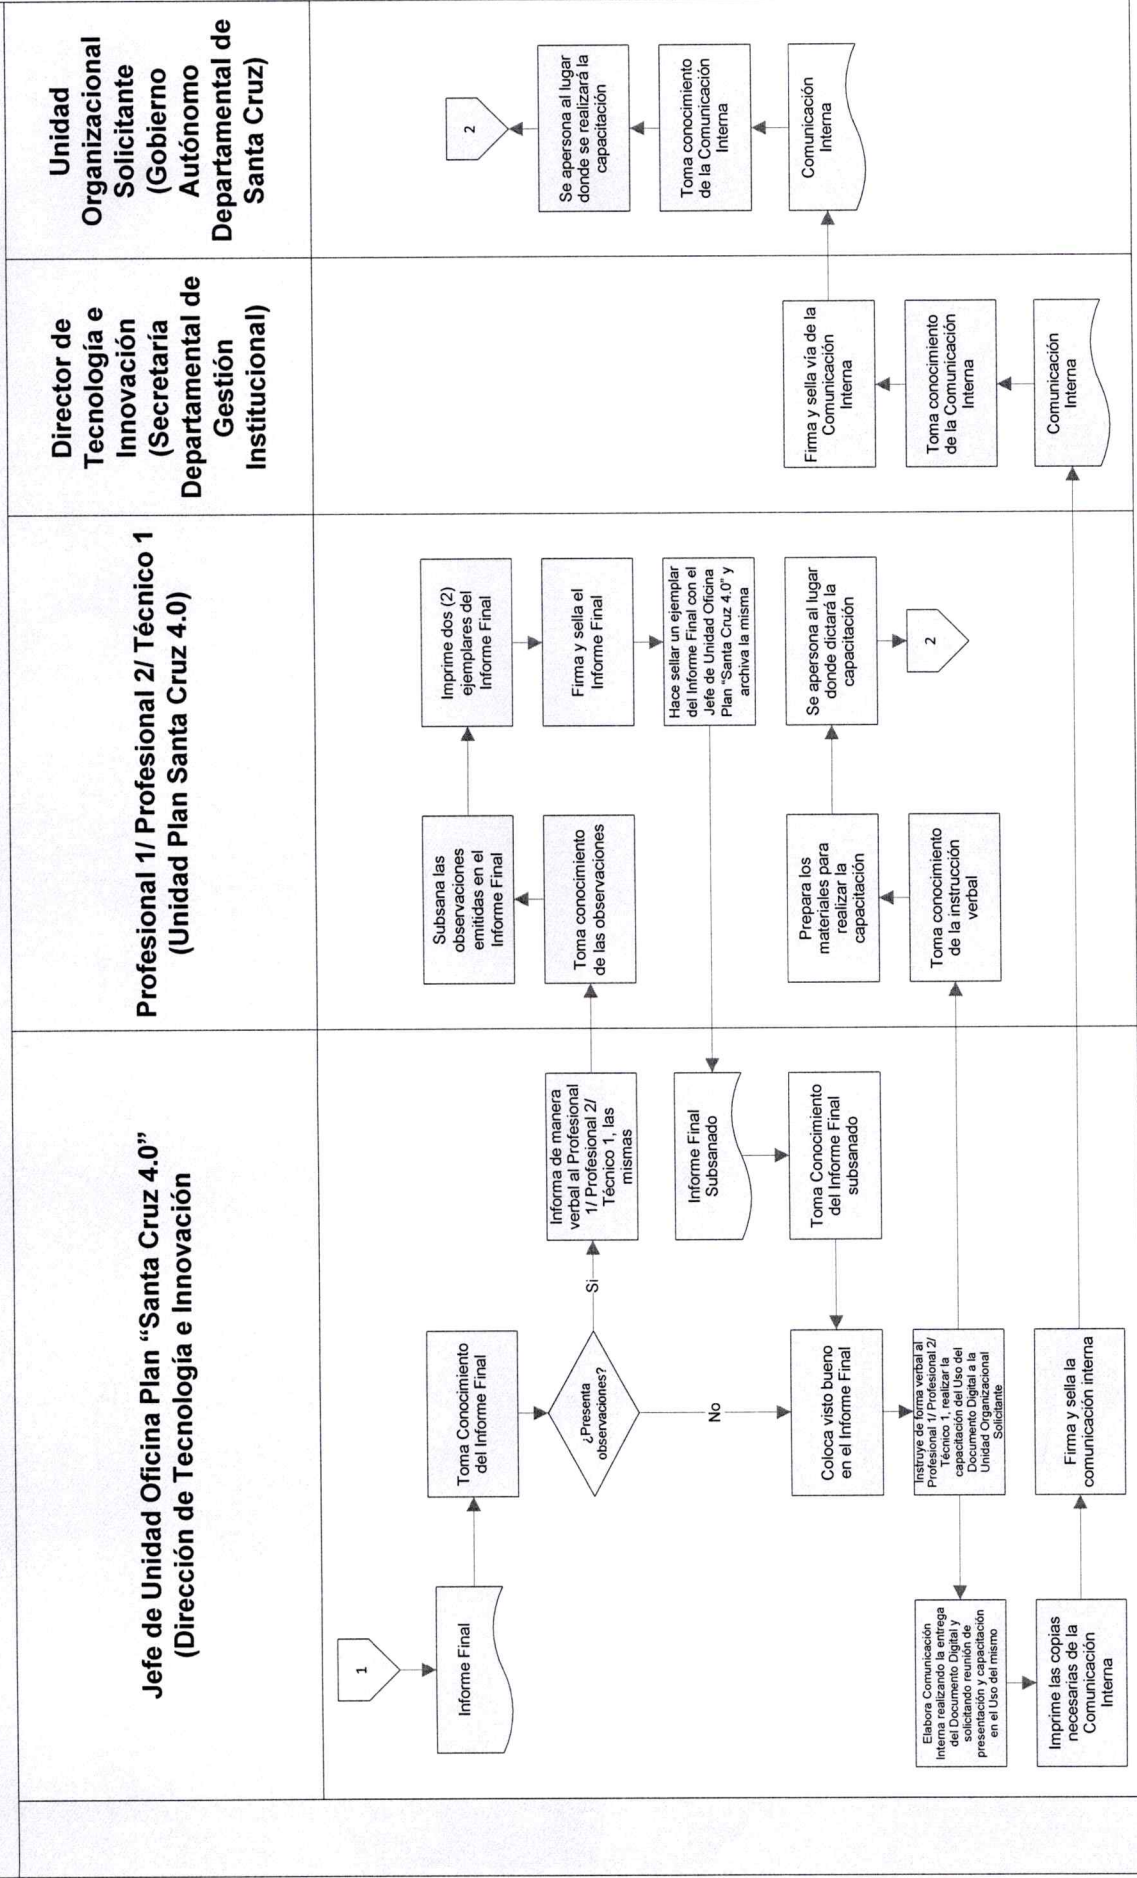 Jefe de Unidad Oficina Plan “Santa Cruz 4.0”
(Dirección de Tecnología e Innovación
Profesional 1/ Profesional 2/ Técnico 1
(Unidad Plan Santa Cruz 4.0)
Director de
Tecnología e
Innovación
(Secretaría
Departamental de
Gestión
Institucional)
Unidad
Organizacional
Solicitante
(Gobierno
Autónomo
Departamental de
Santa Cruz)
1
Informe Final
Toma Conocimiento
del Informe Final
¿Presenta
observaciones?
Si
No
Informa de manera
verbal al Profesional
1/ Profesional 2/
Técnico 1, las
mismas
Informe Final
Subsanado
Toma Conocimiento
del Informe Final
subsanado
Coloca visto bueno
en el Informe Final
Instruye de forma verbal al
Profesional 1/ Profesional 2/
Técnico 1, realizar la
capacitación del Uso del
Documento Digital a la
Unidad Organizacional
Solicitante
Elabora Comunicación
Interna realizando la entrega
del Documento Digital y
solicitando reunión de
presentación y capacitación
en el Uso del mismo
Imprime las copias
necesarias de la
Comunicación
Interna
Firma y sella la
comunicación interna
Toma conocimiento
de las observaciones
Subsana las
observaciones
emitidas en el
Informe Final
Imprime dos (2)
ejemplares del
Informe Final
Firma y sella el
Informe Final
Hace sellar un ejemplar
del Informe Final con el
Jefe de Unidad Oficina
Plan “Santa Cruz 4.0” y
archiva la misma
Toma conocimiento
de la instrucción
verbal
Prepara los
materiales para
realizar la
capacitación
Se apersona al lugar
donde dictará la
capacitación
2
Comunicación
Interna
Toma conocimiento
de la Comunicación
Interna
Firma y sella vía de la
Comunicación
Interna
Comunicación
Interna
Toma conocimiento
de la Comunicación
Interna
Se apersona al lugar
donde se realizará la
capacitación
2